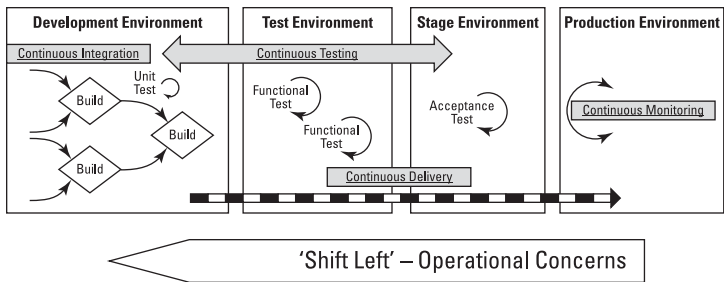 Development Environment
Test Environment
Stage Environment
Production Environment
Continuous Integration
Continuous Testing
Unit
Test
Build
Build
Build
Functional
Test
Functional
Test
Acceptance
Test
Continuous Monitoring
Continuous Delivery
'Shift Left' – Operational Concerns